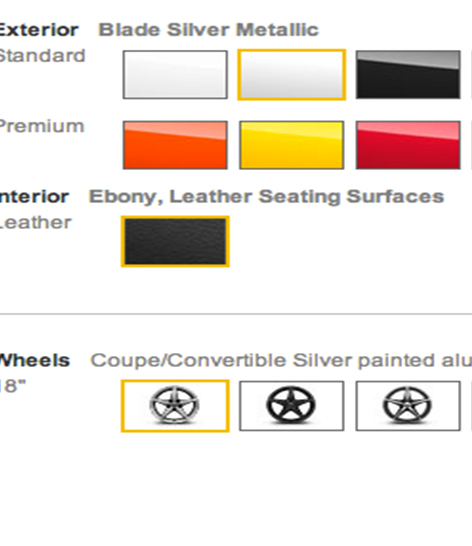 Exterior Blade Silver Metallic
Standard
Premium
Interior Ebony, Leather Seating Surfaces
Leather
Wheels Coupe/Convertible Silver painted alu
18"